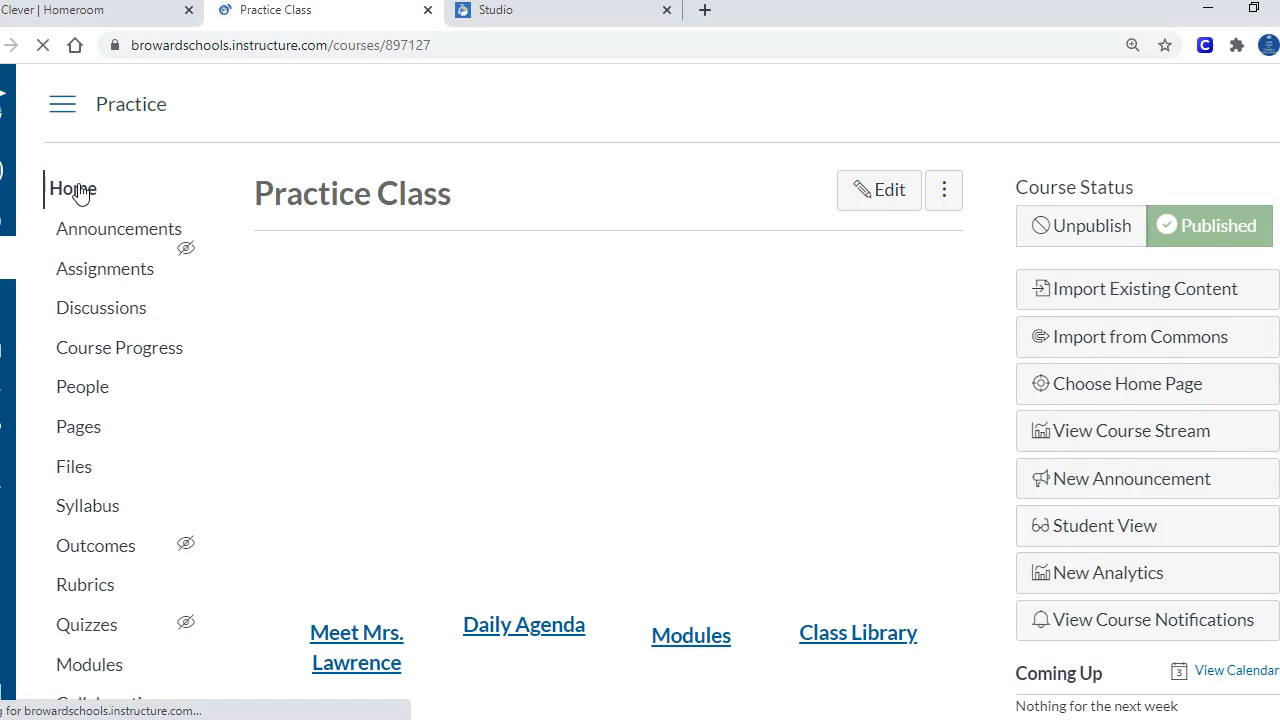 Clever | Homeroom
Practice Class
Studio
browardschools.instructure.com/courses/897127
Practice
Home
Announcements
Assignments
Discussions
Course Progress
People
Pages
Files
Syllabus
Outcomes
Rubrics
Quizzes
Modules
Practice Class
Edit
Meet Mrs.
Lawrence
Daily Agenda
Modules
Class Library
Course Status
Unpublish
Published
Import Existing Content
Import from Commons
Choose Home Page
View Course Stream
New Announcement
Student View
New Analytics
View Course Notifications
Coming Up
3
View Calendar
Nothing for the next week
g for browardschools.instructure.com...